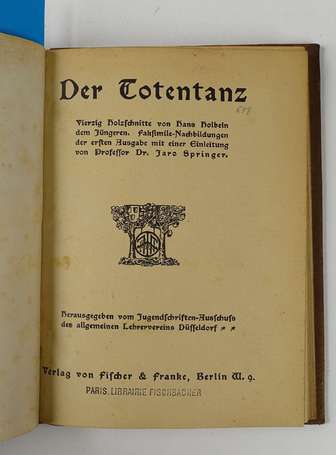 Der Totentanz
Vierzig Holzschnitte von Hans Holbein
dem Jüngeren. Faksimile-Nachbildungen
der ersten Ausgabe mit einer Einleitung
von Professor Dr. Jaro Springer.
Herausgegeben vom Jugendschriften-Ausschuß
des allgemeinen Lehrervereins Düsseldorf
Verlag von Fischer & Franke, Berlin W. 9.
PARIS, LIBRAIRIE FISCHBACHER